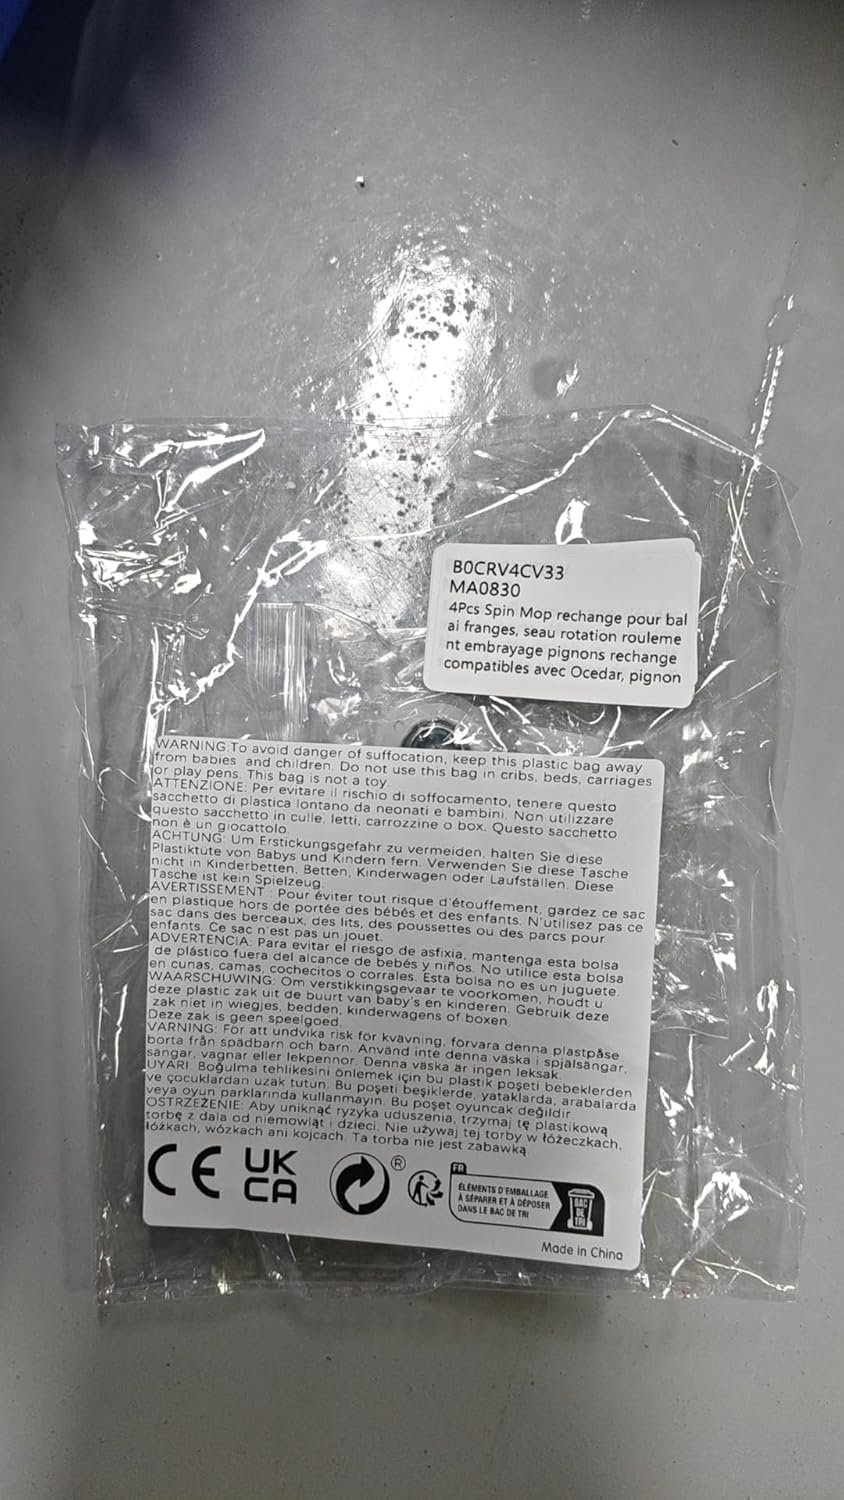 B0CRV4CV33
MA0830
4Pcs Spin Mop rechange pour bal
ai franges, seau rotation rouleme
nt embrayage pignons rechange
compatibles avec Ocedar, pignon
WARNING:To avoid danger of suffocation, keep this plastic bag away
from babies and children. Do not use this bag in cribs, beds, carriages
or play pens. This bag is not a toy.
ATTENZIONE: Per evitare il rischio di soffocamento, tenere questo
sacchetto di plastica lontano da neonati e bambini. Non utilizzare
questo sacchetto in culle, letti, carrozzine o box. Questo sacchetto
non è un giocattolo.
ACHTUNG: Um Erstickungsgefahr zu vermeiden, halten Sie diese
Plastiktüte von Babys und Kindern fern. Verwenden Sie diese Tasche
nicht in Kinderbetten, Betten, Kinderwagen oder Laufställen. Diese
Tasche ist kein Spielzeug.
AVERTISSEMENT : Pour éviter tout risque d'étouffement, gardez ce sac
en plastique hors de portée des bébés et des enfants. N'utilisez pas ce
sac dans des berceaux, des lits, des poussettes ou des parcs pour
enfants. Ce sac n'est pas un jouet.
ADVERTENCIA: Para evitar el riesgo de asfixia, mantenga esta bolsa
de plástico fuera del alcance de bebés y niños. No utilice esta bolsa
en cunas, camas, cochecitos o corrales. Esta bolsa no es un juguete.
WAARSCHUWING: Om verstikkingsgevaar te voorkomen, houdt u
deze plastic zak uit de buurt van baby's en kinderen. Gebruik deze
zak niet in wiegjes, bedden, kinderwagens of boxen.
Deze zak is geen speelgoed.
VARNING: För att undvika risk för kvävning, förvara denna plastpåse
borta från spädbarn och barn. Använd inte denna väska i spjälsängar,
sängar, vagnar eller lekpennor. Denna väska är ingen leksak.
UYARI: Boğulma tehlikesini önlemek için bu plastik poşeti bebeklerden
ve çocuklardan uzak tutun. Bu poşeti beşiklerde, yataklarda, arabalarda
veya oyun parklarında kullanmayın. Bu poşet oyuncak değildir.
OSTRZEŻENIE: Aby uniknąć ryzyka uduszenia, trzymaj tę plastikową
torbę z dala od niemowląt i dzieci. Nie używaj tej torby w łóżeczkach,
łóżkach, wózkach ani kojcach. Ta torba nie jest zabawką.
CE UK CA ®
FR
ÉLÉMENTS D'EMBALLAGE
À SÉPARER ET À DÉPOSER
DANS LE BAC DE TRI
BAC
DE
TRI
Made in China